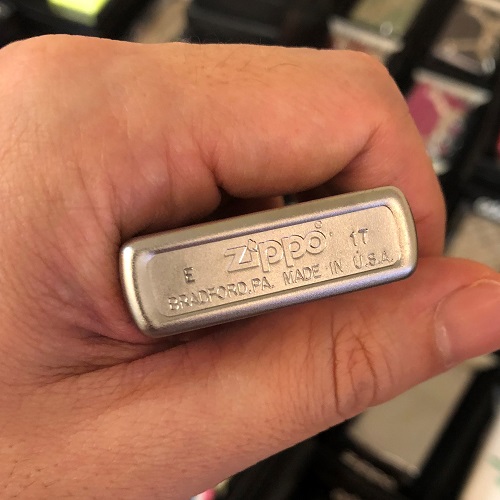 E zippo® 17
BRADFORD,PA. MADE IN U.S.A.